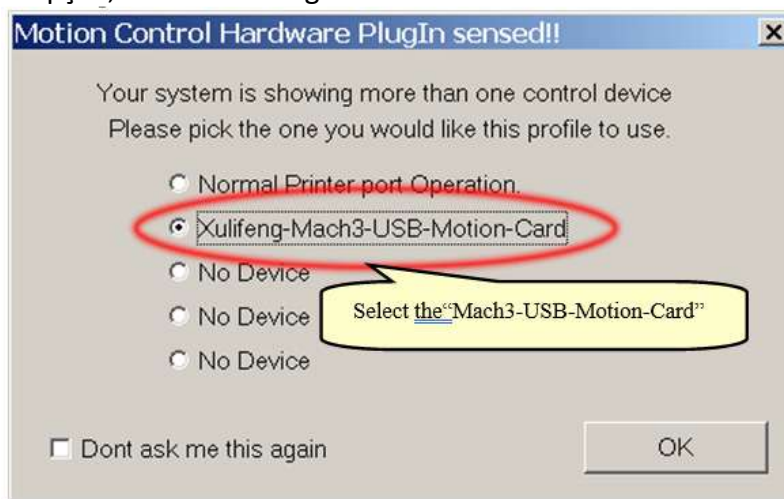 Motion Control Hardware PlugIn sensed!!
Your system is showing more than one control device
Please pick the one you would like this profile to use.
Normal Printer port Operation.
Xulifeng-Mach3-USB-Motion-Card
No Device
No Device
No Device
Select the“Mach3-USB-Motion-Card”
Dont ask me this again
OK